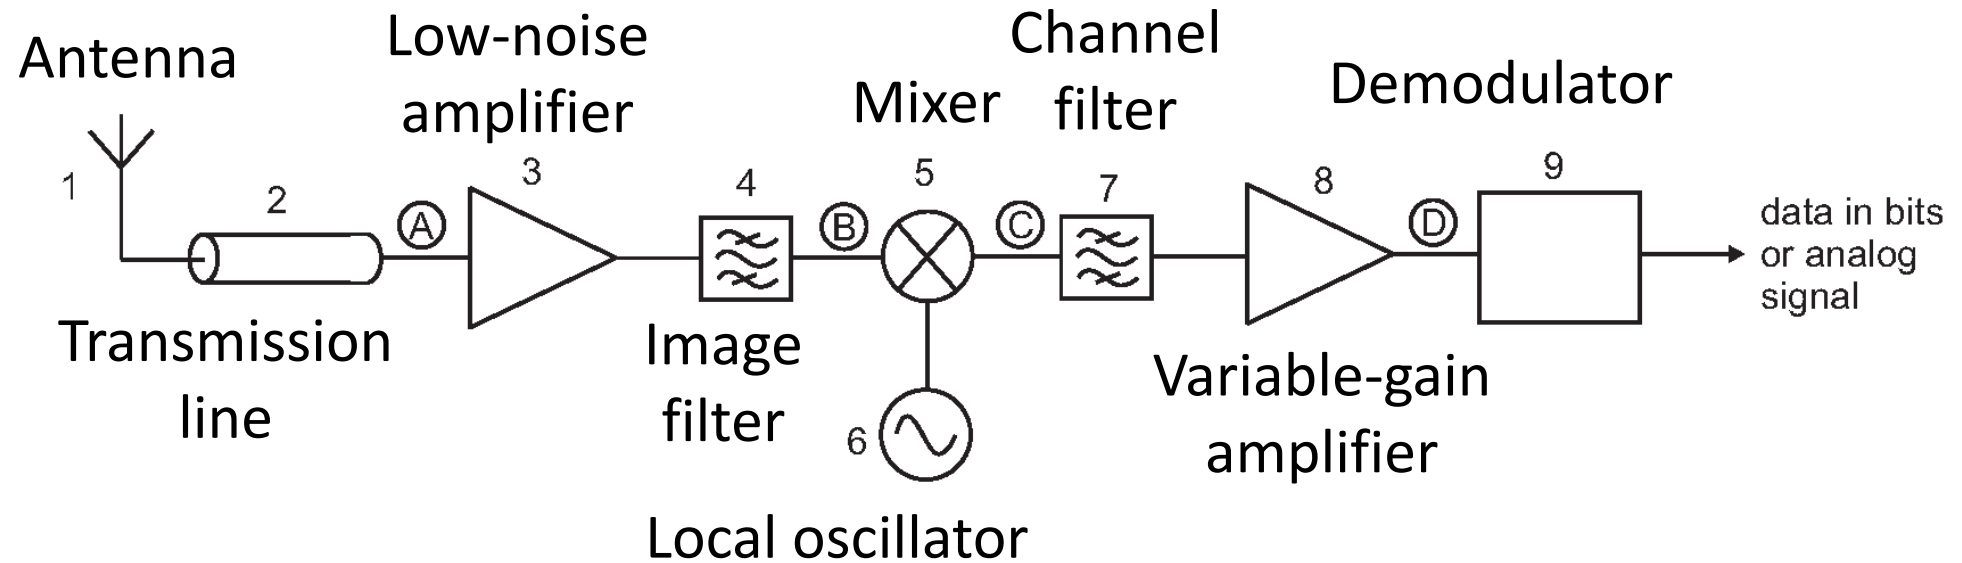 Antenna
Low-noise
amplifier
Mixer
Channel
filter
Demodulator
1
2
A
3
4
B
5
C
7
8
D
9
data in bits
or analog
signal
Transmission
line
Image
filter
6
Local oscillator
Variable-gain
amplifier